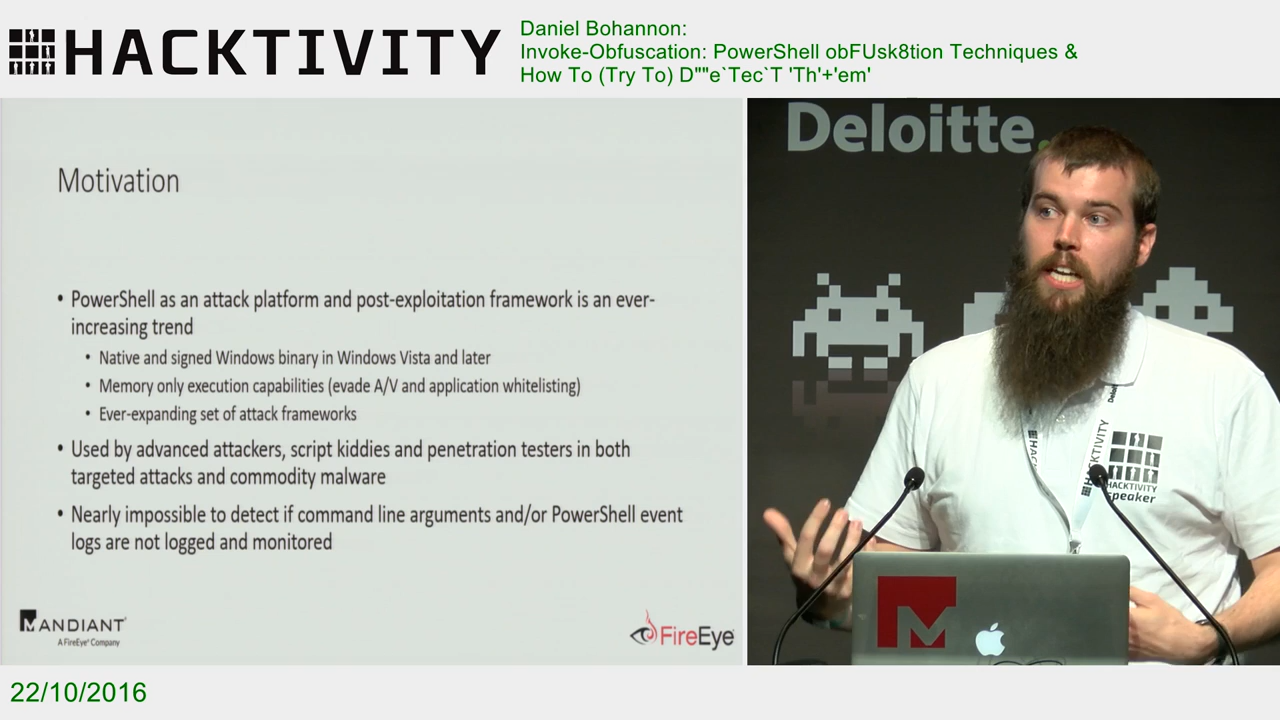 HACKTIVITY
Daniel Bohannon:
Invoke-Obfuscation: PowerShell obFUsk8tion Techniques &
How To (Try To) D""e`Tec`T 'Th'+'em'
Motivation
• PowerShell as an attack platform and post-exploitation framework is an ever-
increasing trend
• Native and signed Windows binary in Windows Vista and later
• Memory only execution capabilities (evade A/V and application whitelisting)
• Ever-expanding set of attack frameworks
• Used by advanced attackers, script kiddies and penetration testers in both
targeted attacks and commodity malware
• Nearly impossible to detect if command line arguments and/or PowerShell event
logs are not logged and monitored
MANDIANT
A FireEye® Company
FireEye
Deloitte.
HACKTIVITY
speaker
22/10/2016